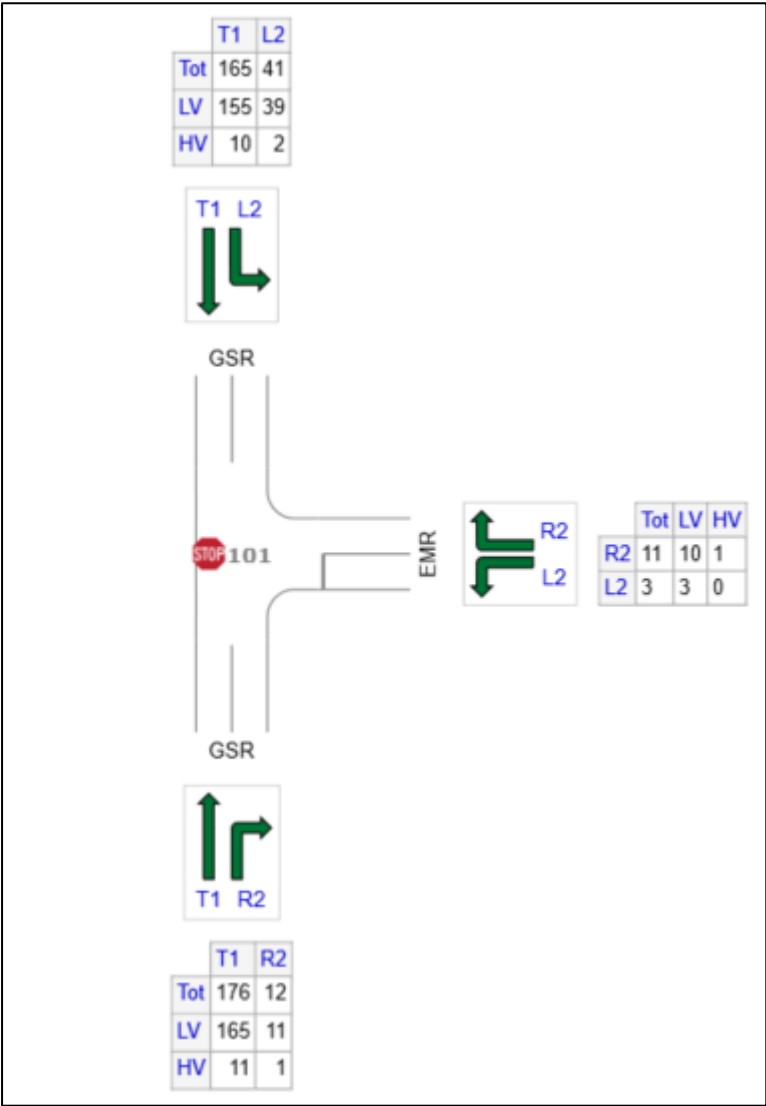 T1 L2
Tot 165 41
LV 155 39
HV 10 2
T1 L2
GSR
STOP 101
EMR
R2
L2
Tot LV HV
R2 11 10 1
L2 3 3 0
GSR
T1 R2
T1 R2
Tot 176 12
LV 165 11
HV 11 1